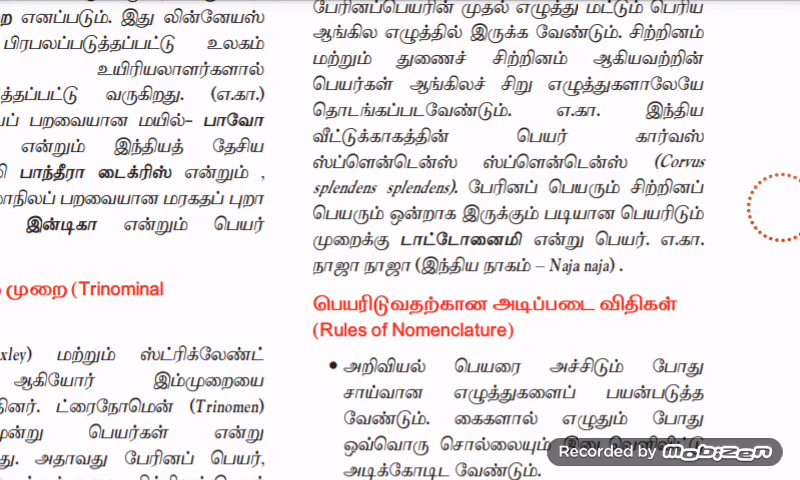 றை எனப்படும். இது லின்னேயஸ்
பிரபலப்படுத்தப்பட்டு உலகம்
உயிரியலாளர்களால்
த்தப்பட்டு வருகிறது. (எ.கா.)
ப் பறவையான மயில்- பாவோ
என்றும் இந்தியத் தேசிய
பாந்தீரா டைக்ரிஸ் என்றும் ,
மாநிலப் பறவையான மரகதப் புறா
இன்டிகா என்றும் பெயர்
முறை (Trinominal
xley) மற்றும் ஸ்ட்ரிக்லேண்ட்
ஆகியோர் இம்முறையை
தினர். ட்ரைநோமென் (Trinomen)
மூன்று பெயர்கள் என்று
து. அதாவது பேரினப் பெயர்,
பேரினப்பெயரின் முதல் எழுத்து மட்டும் பெரிய
ஆங்கில எழுத்தில் இருக்க வேண்டும். சிற்றினம்
மற்றும் துணைச் சிற்றினம் ஆகியவற்றின்
பெயர்கள் ஆங்கிலச் சிறு எழுத்துகளாலேயே
தொடங்கப்படவேண்டும். எ.கா. இந்திய
வீட்டுக்காகத்தின் பெயர் கார்வஸ்
ஸ்ப்ளென்டென்ஸ் ஸ்ப்ளென்டென்ஸ் (Corvus
splendens splendens). பேரினப் பெயரும் சிற்றினப்
பெயரும் ஒன்றாக இருக்கும் படியான பெயரிடும்
முறைக்கு டாட்டோனைமி என்று பெயர். எ.கா.
நாஜா நாஜா (இந்திய நாகம் – Naja naja) .
பெயரிடுவதற்கான அடிப்படை விதிகள்
(Rules of Nomenclature)
• அறிவியல் பெயரை அச்சிடும் போது
சாய்வான எழுத்துகளைப் பயன்படுத்த
வேண்டும். கைகளால் எழுதும் போது
ஒவ்வொரு சொல்லையும் இடைவெளிவிட்டு
அடிக்கோடிட வேண்டும்.
Recorded by mobizen